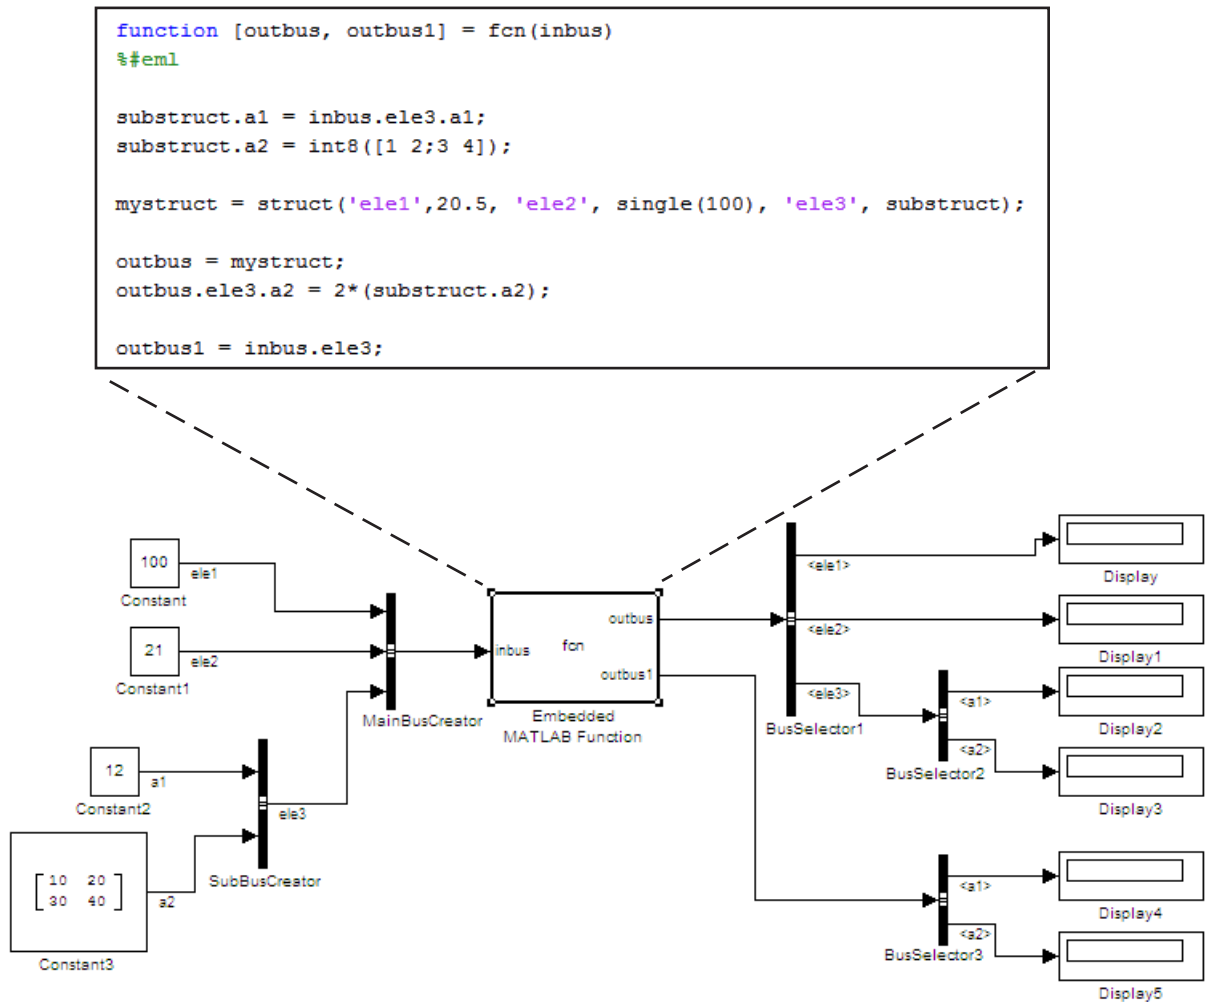 function [outbus, outbus1] = fcn(inbus)
%#eml
substruct.a1 = inbus.ele3.a1;
substruct.a2 = int8([1 2;3 4]);
mystruct = struct('ele1',20.5, 'ele2', single(100), 'ele3', substruct);
outbus = mystruct;
outbus.ele3.a2 = 2*(substruct.a2);
outbus1 = inbus.ele3;
100
ele1
Constant
21
ele2
Constant1
MainBusCreator
12
a1
Constant2
10 20
30 40
a2
Constant3
ele3
SubBusCreator
inbus
fcn
outbus
outbus1
Embedded
MATLAB Function
<ele1>
<ele2>
<ele3>
BusSelector1
<a1>
<a2>
BusSelector2
<a1>
<a2>
BusSelector3
Display
Display1
Display2
Display3
Display4
Display5